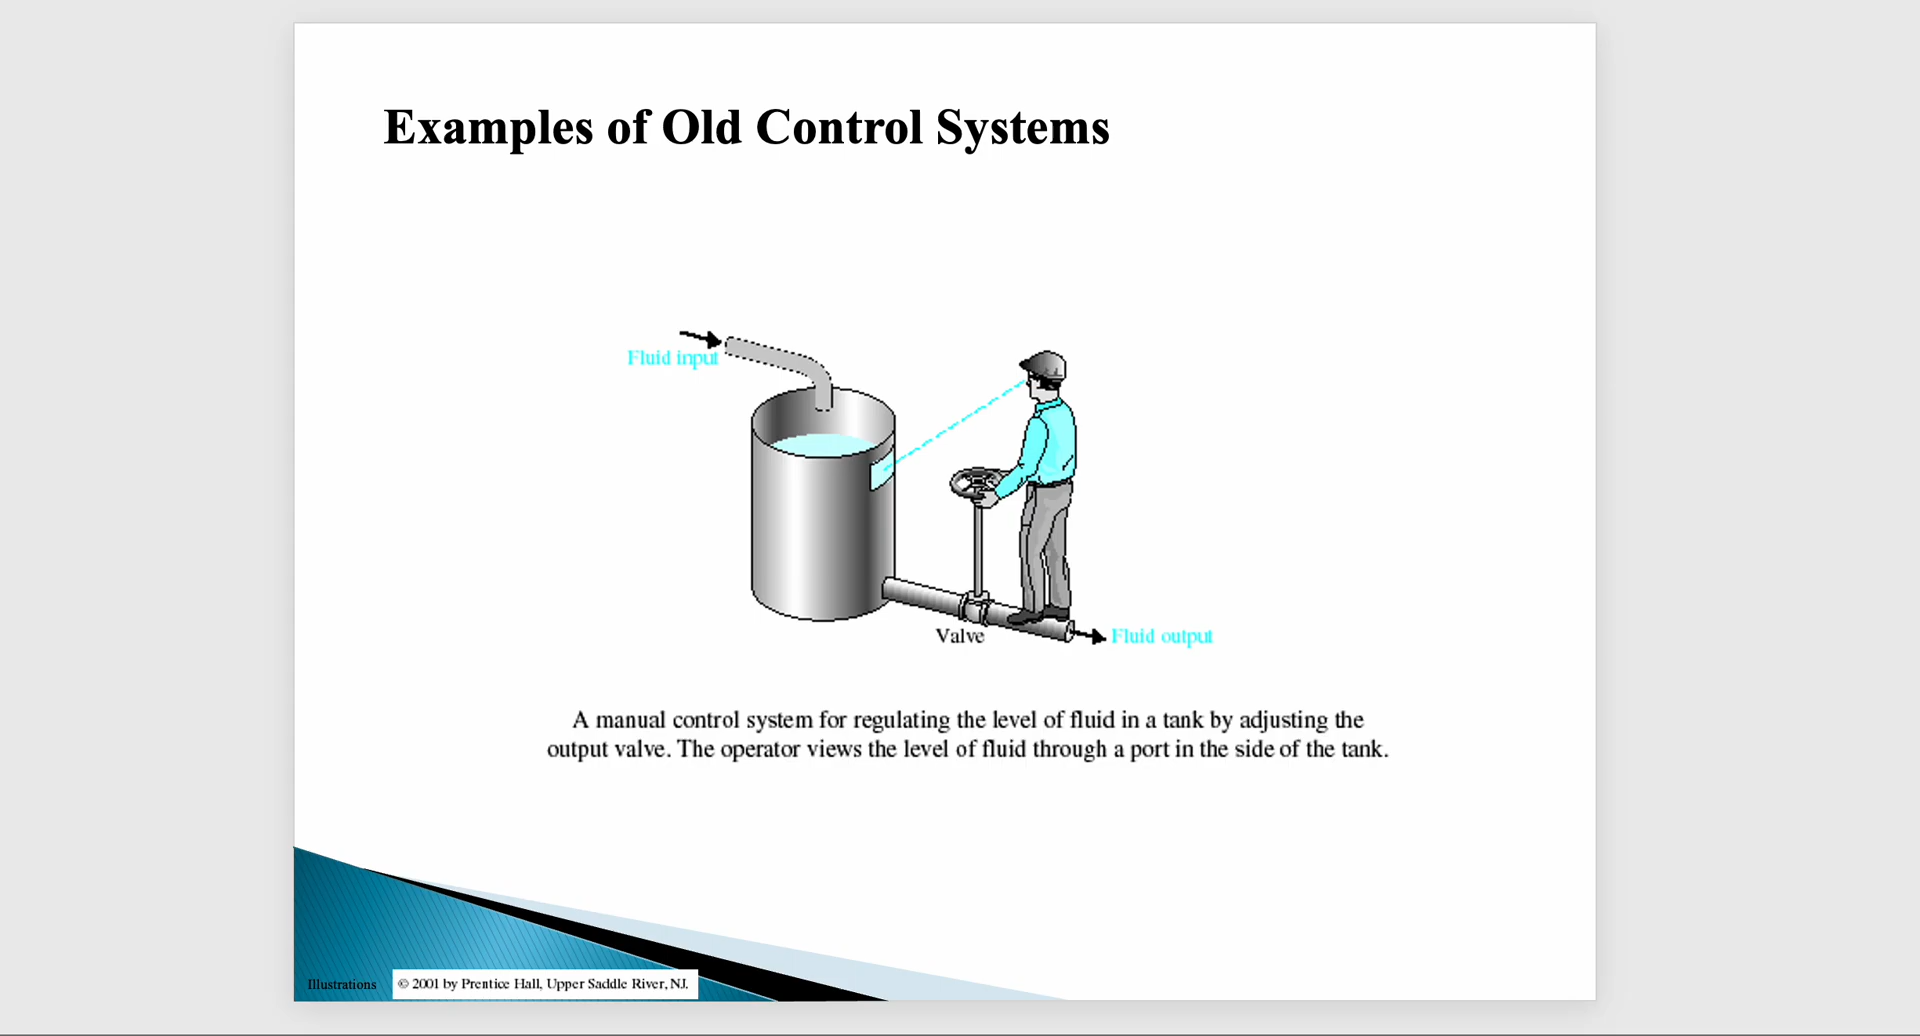 Examples of Old Control Systems
Fluid input
Valve
Fluid output
A manual control system for regulating the level of fluid in a tank by adjusting the
output valve. The operator views the level of fluid through a port in the side of the tank.
Illustrations
© 2001 by Prentice Hall, Upper Saddle River, NJ.